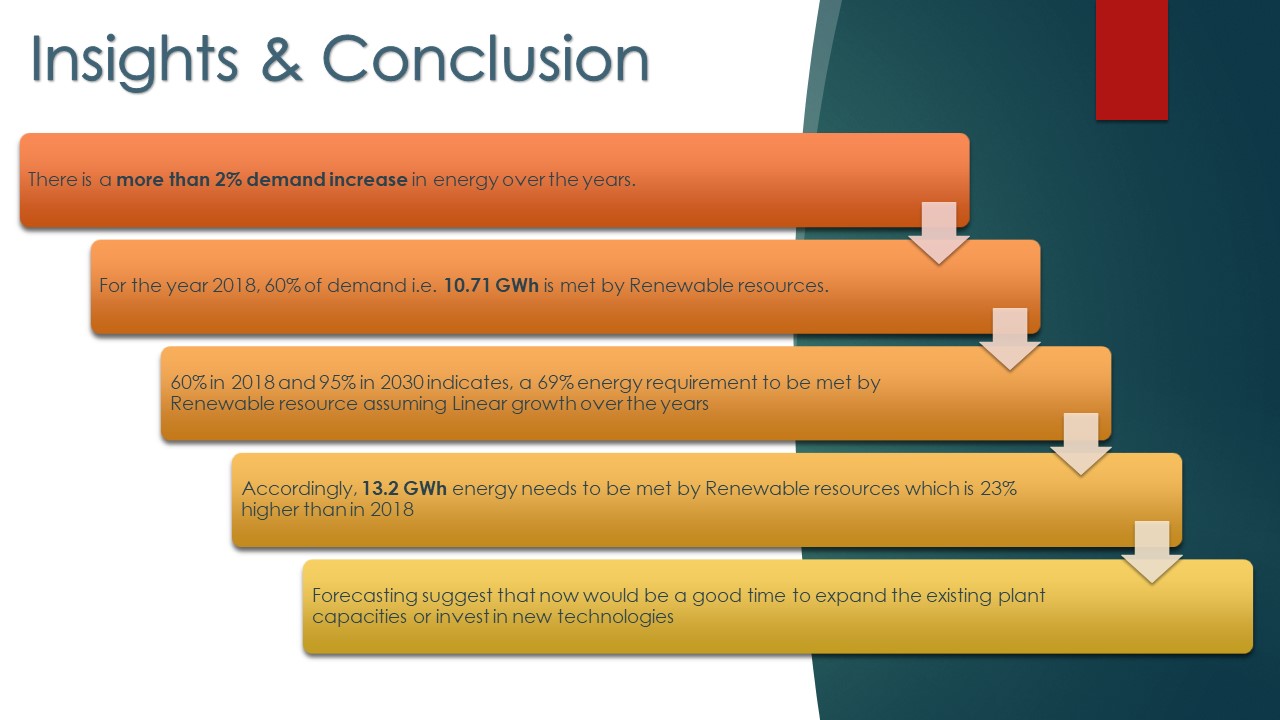 Insights & Conclusion
There is a more than 2% demand increase in energy over the years.
For the year 2018, 60% of demand i.e. 10.71 GWh is met by Renewable resources.
60% in 2018 and 95% in 2030 indicates, a 69% energy requirement to be met by
Renewable resource assuming Linear growth over the years
Accordingly, 13.2 GWh energy needs to be met by Renewable resources which is 23%
higher than in 2018
Forecasting suggest that now would be a good time to expand the existing plant
capacities or invest in new technologies